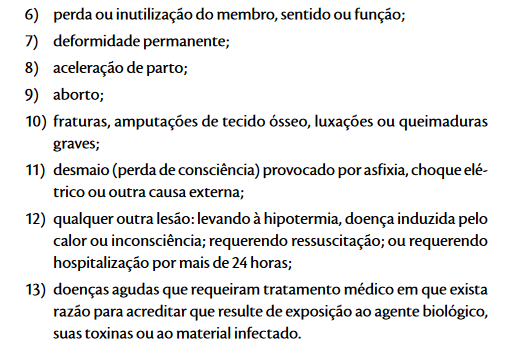 6) perda ou inutilização do membro, sentido ou função;
7) deformidade permanente;
8) aceleração de parto;
9) aborto;
10) fraturas, amputações de tecido ósseo, luxações ou queimaduras
graves;
11) desmaio (perda de consciência) provocado por asfixia, choque elé-
trico ou outra causa externa;
12) qualquer outra lesão: levando à hipotermia, doença induzida pelo
calor ou inconsciência; requerendo ressuscitação; ou requerendo
hospitalização por mais de 24 horas;
13) doenças agudas que requeiram tratamento médico em que exista
razão para acreditar que resulte de exposição ao agente biológico,
suas toxinas ou ao material infectado.